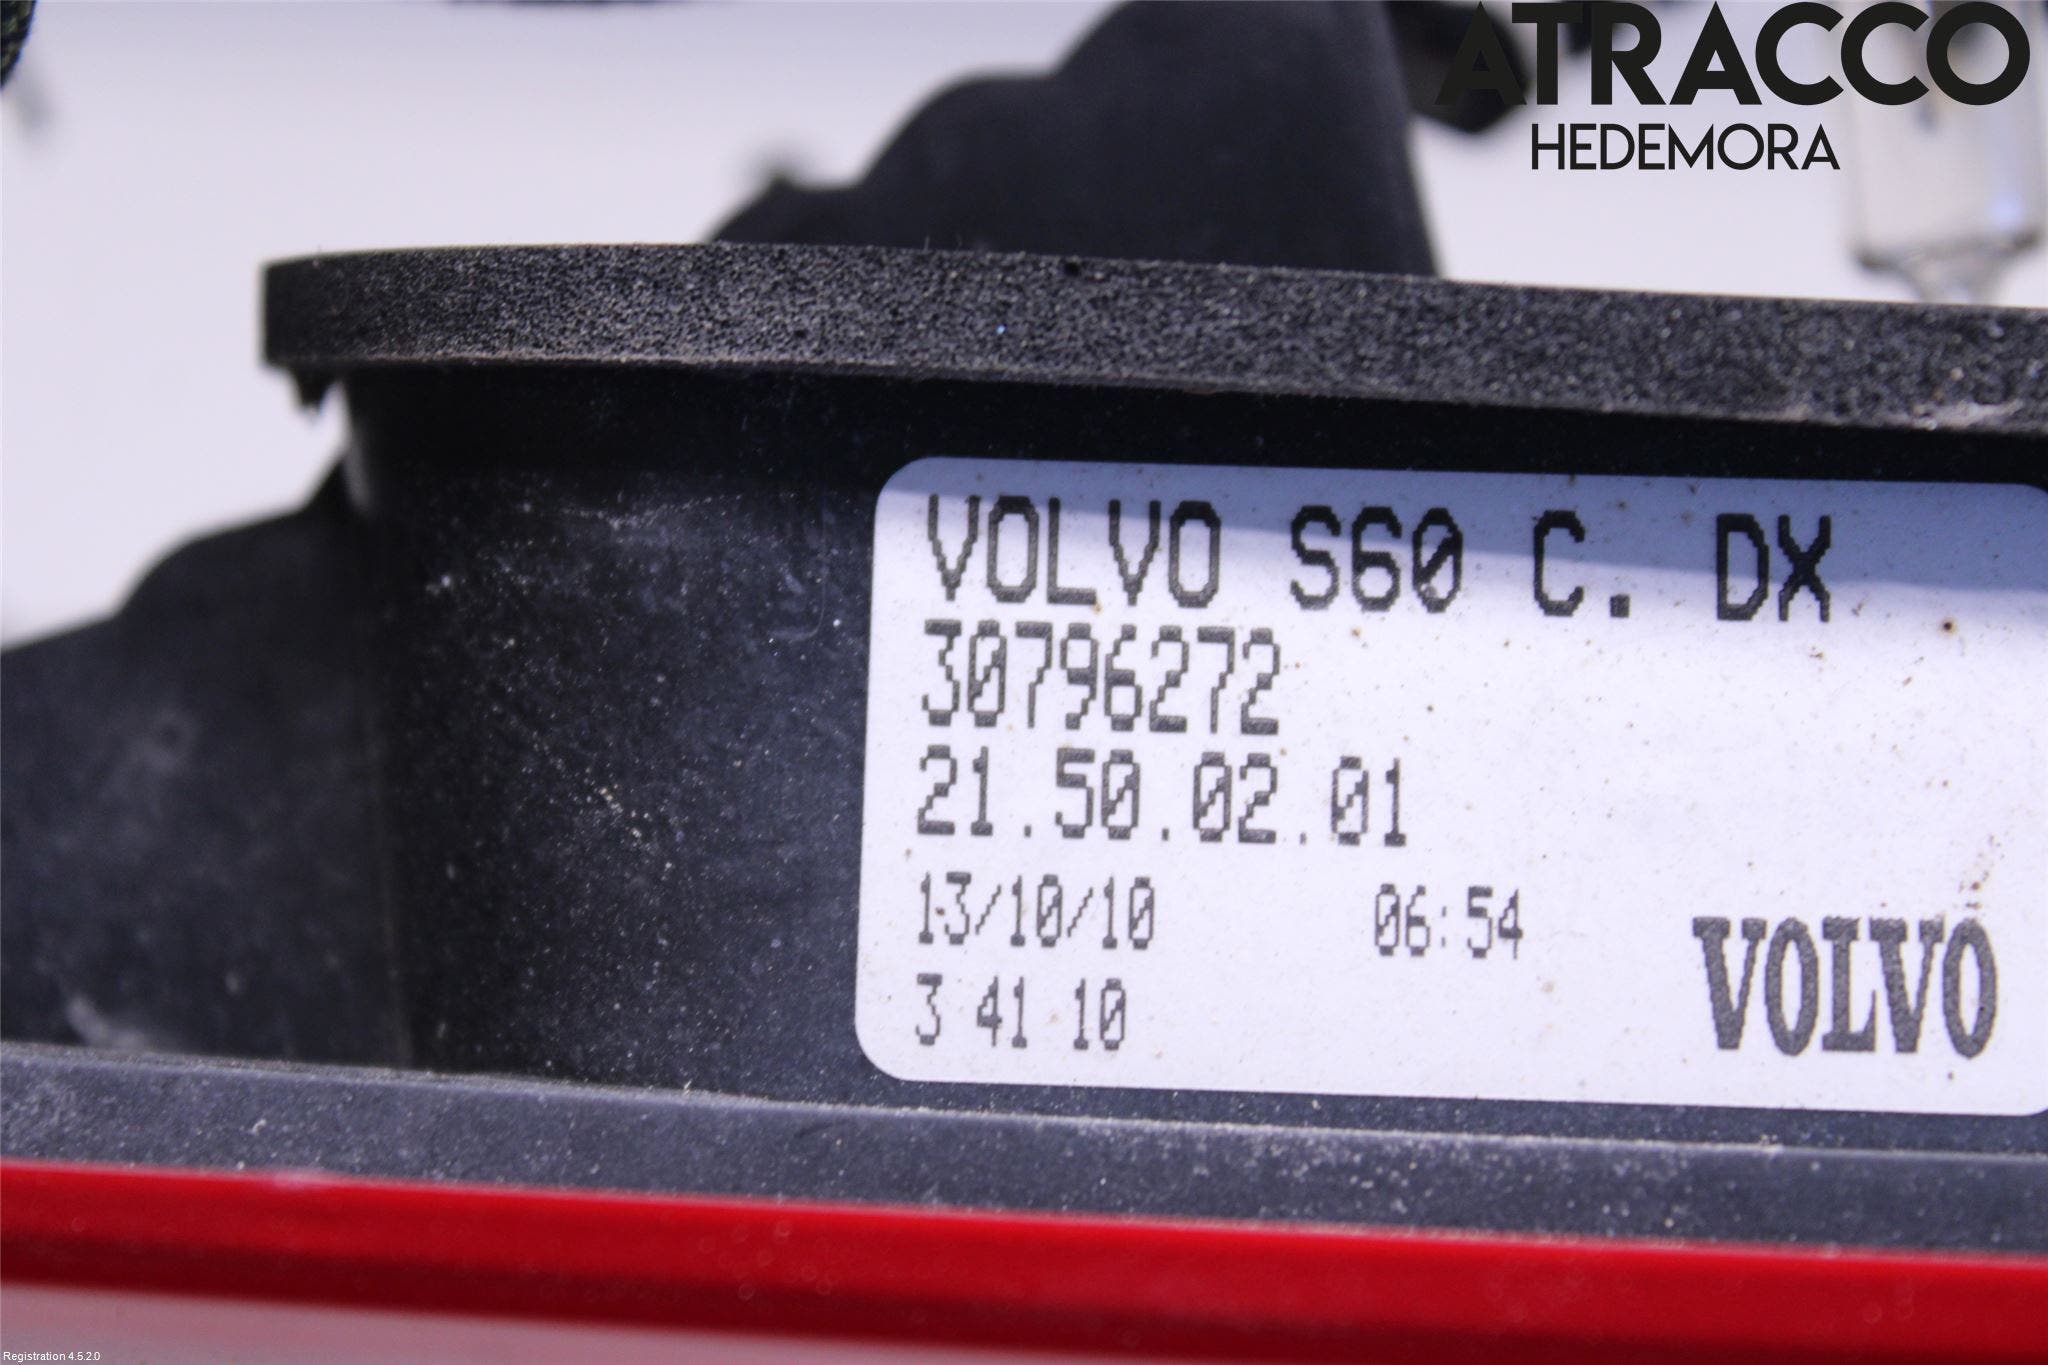 ATRACCO
HEDEMORA
VOLVO S60 C. DX
30796272
21.50.02.01
13/10/10 06:54
3 41 10
VOLVO
Registration 4.5.2.0